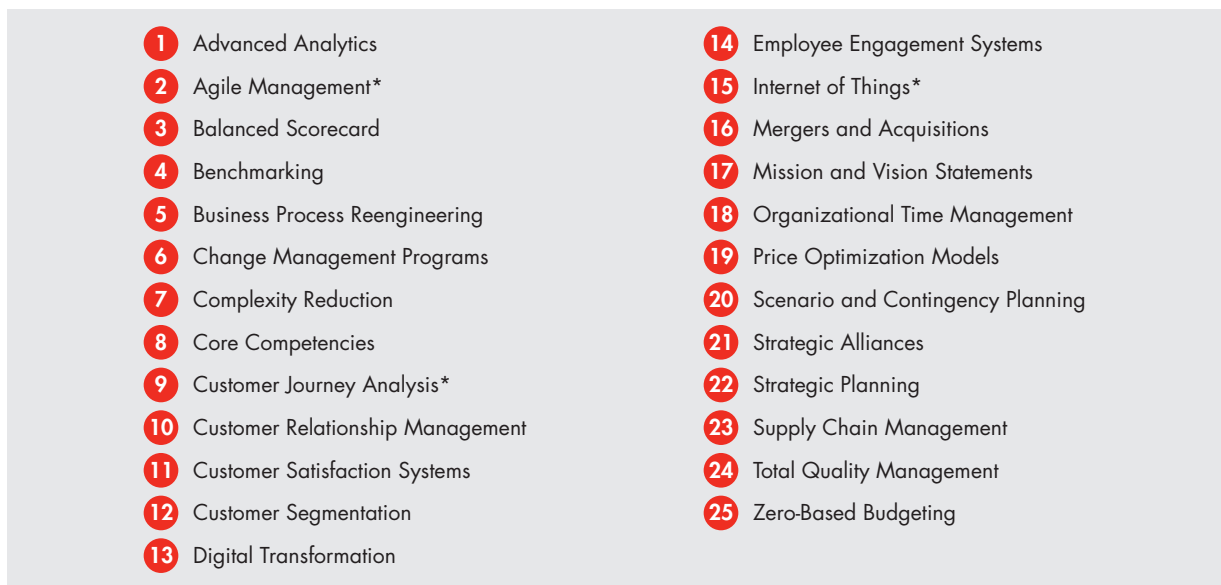 1 Advanced Analytics
2 Agile Management*
3 Balanced Scorecard
4 Benchmarking
5 Business Process Reengineering
6 Change Management Programs
7 Complexity Reduction
8 Core Competencies
9 Customer Journey Analysis*
10 Customer Relationship Management
11 Customer Satisfaction Systems
12 Customer Segmentation
13 Digital Transformation
14 Employee Engagement Systems
15 Internet of Things*
16 Mergers and Acquisitions
17 Mission and Vision Statements
18 Organizational Time Management
19 Price Optimization Models
20 Scenario and Contingency Planning
21 Strategic Alliances
22 Strategic Planning
23 Supply Chain Management
24 Total Quality Management
25 Zero-Based Budgeting